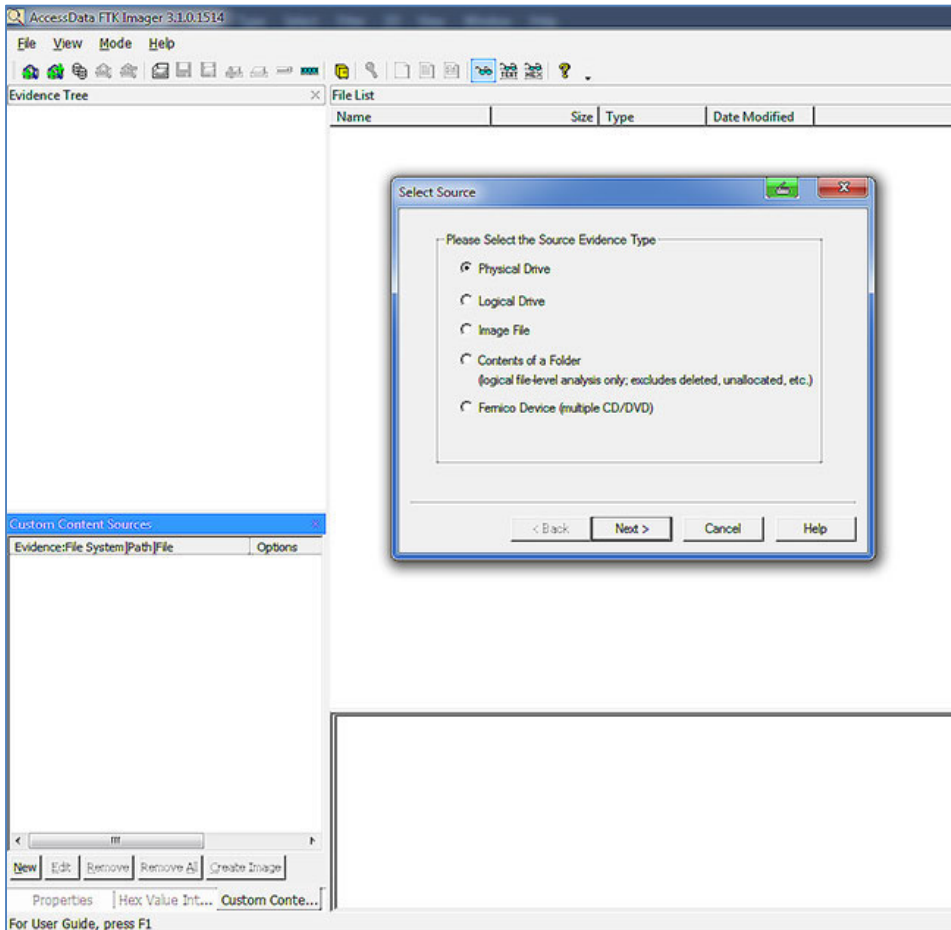 AccessData FTK Imager 3.1.0.1514
File View Mode Help
Evidence Tree
File List
Name Size Type Date Modified
Select Source
Please Select the Source Evidence Type
Physical Drive
Logical Drive
Image File
Contents of a Folder
(logical file-level analysis only; excludes deleted, unallocated, etc.)
Fernico Device (multiple CD/DVD)
< Back Next > Cancel Help
Custom Content Sources
Evidence:File System|Path|File Options
New Edit Remove Remove All Create Image
Properties Hex Value Int... Custom Conte...
For User Guide, press F1